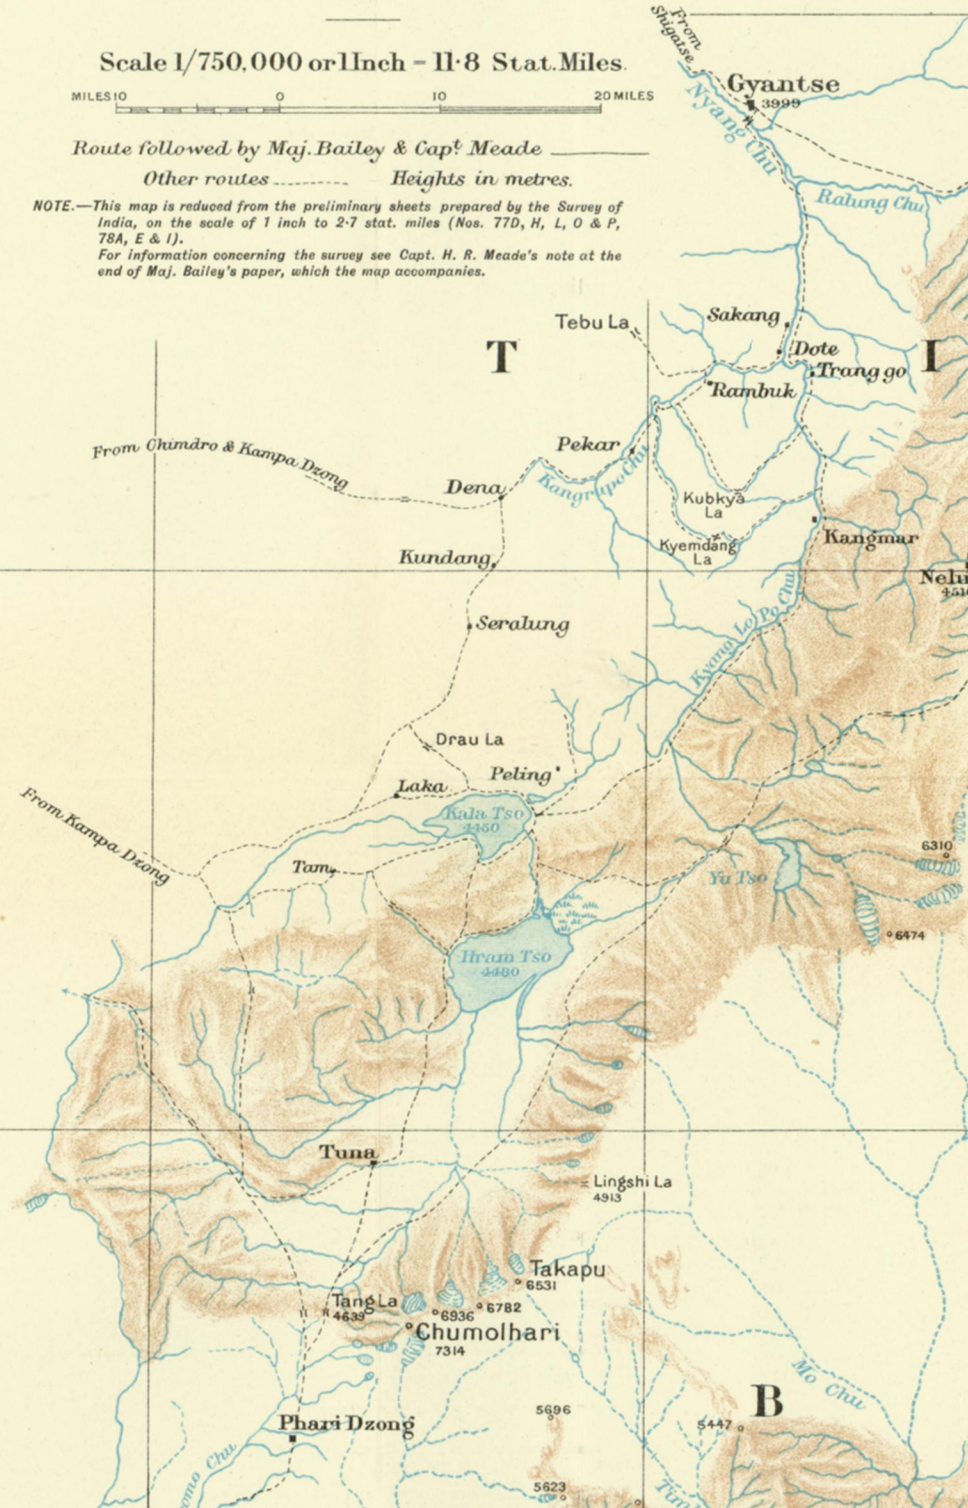 Scale 1/750,000 or 1 Inch = 11·8 Stat. Miles.
MILES 10 0 10 20 MILES
Route followed by Maj. Bailey & Capt. Meade
Other routes Heights in metres.
NOTE.—This map is reduced from the preliminary sheets prepared by the Survey of
India, on the scale of 1 inch to 2·7 stat. miles (Nos. 77D, H, L, O & P,
78A, E & I).
For information concerning the survey see Capt. H. R. Meade's note at the
end of Maj. Bailey's paper, which the map accompanies.
From
Shigatse
Gyantse
3999
Nyang Chu
Ralung Chu
Tebu La
Sakang
T
Dote
I
Trang go
Rambuk
Pekar
From Chimdro & Kampa Dzong
Dena
Kangrupo Chu
Kubkya
La
Kyemdang
La
Kangmar
Kundang
4510
Seralung
Kyang Lo Po Chu
Drau La
Peling
Laka
Kala Tso
4450
From Kampa Dzong
Tam
6310
Yu Tso
6474
Hram Tso
4480
Tuna
Lingshi La
4913
Takapu
6531
Tang La
4639
6782
6936
Chumolhari
7314
Mo Chu
B
5696
5447
Phari Dzong
omo Chu
5623